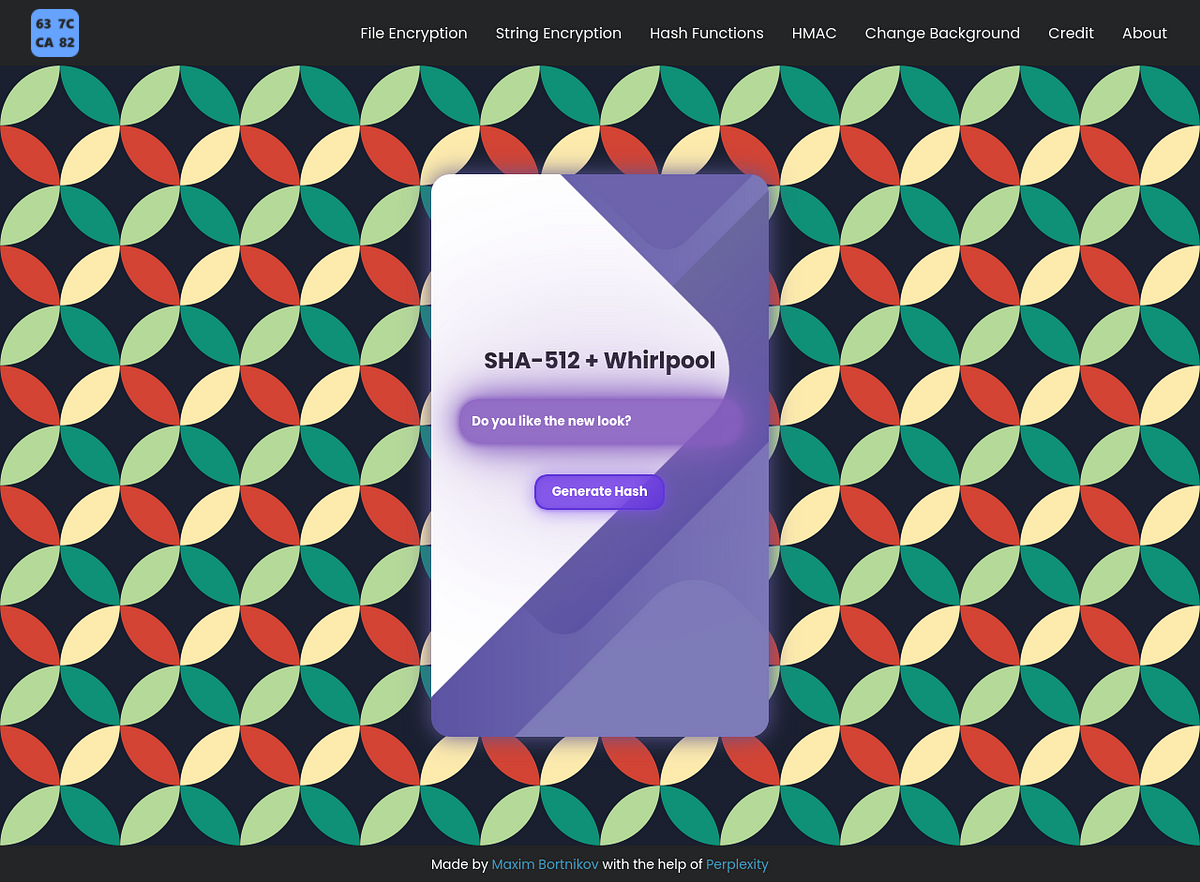 63 7C
CA 82
File Encryption String Encryption Hash Functions HMAC Change Background Credit About
SHA-512 + Whirlpool
Do you like the new look?
Generate Hash
Made by Maxim Bortnikov with the help of Perplexity